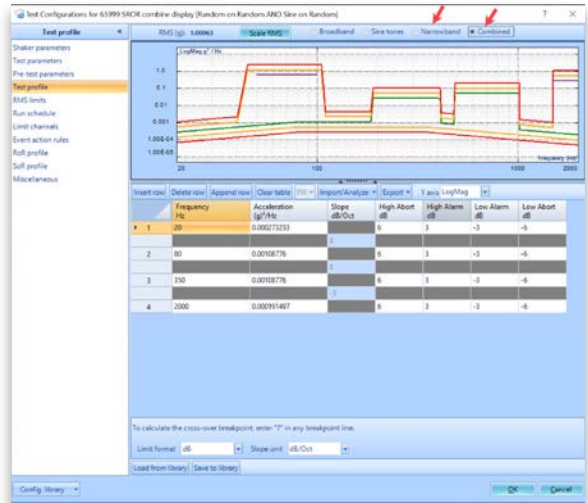 Test Configurations for 65999 SROR combine display (Random on Random AND Sine on Random)
Test profile
RMS (g): 1.00063
Scale RMS
Broadband
Sine tones
Narrowband
Combined
Shaker parameters
Test parameters
Pre-test parameters
Test profile
RMS limits
Run schedule
Limit channels
Event action rules
RoR profile
SoR profile
Miscellaneous
LogMag g²/Hz
1.0
0.1
0.01
0.001
1.00E-04
1.00E-05
20
100
1000
2000
Frequency (Hz)
Insert row
Delete row
Append row
Clear table
Fill
Import/Analyze
Export
Y axis
LogMag
Frequency Hz
Acceleration (g)²/Hz
Slope dB/Oct
High Abort dB
High Alarm dB
Low Alarm dB
Low Abort dB
1 20 0.000273233 6 3 -3 -6
2 80 0.00108776 6 3 -3 -6
3 350 0.00108776 6 3 -3 -6
4 2000 0.000191497 6 3 -3 -6
To calculate the cross-over breakpoint, enter "?" in any breakpoint line.
Limit format dB
Slope unit dB/Oct
Load from library
Save to library
Config. library
OK
Cancel